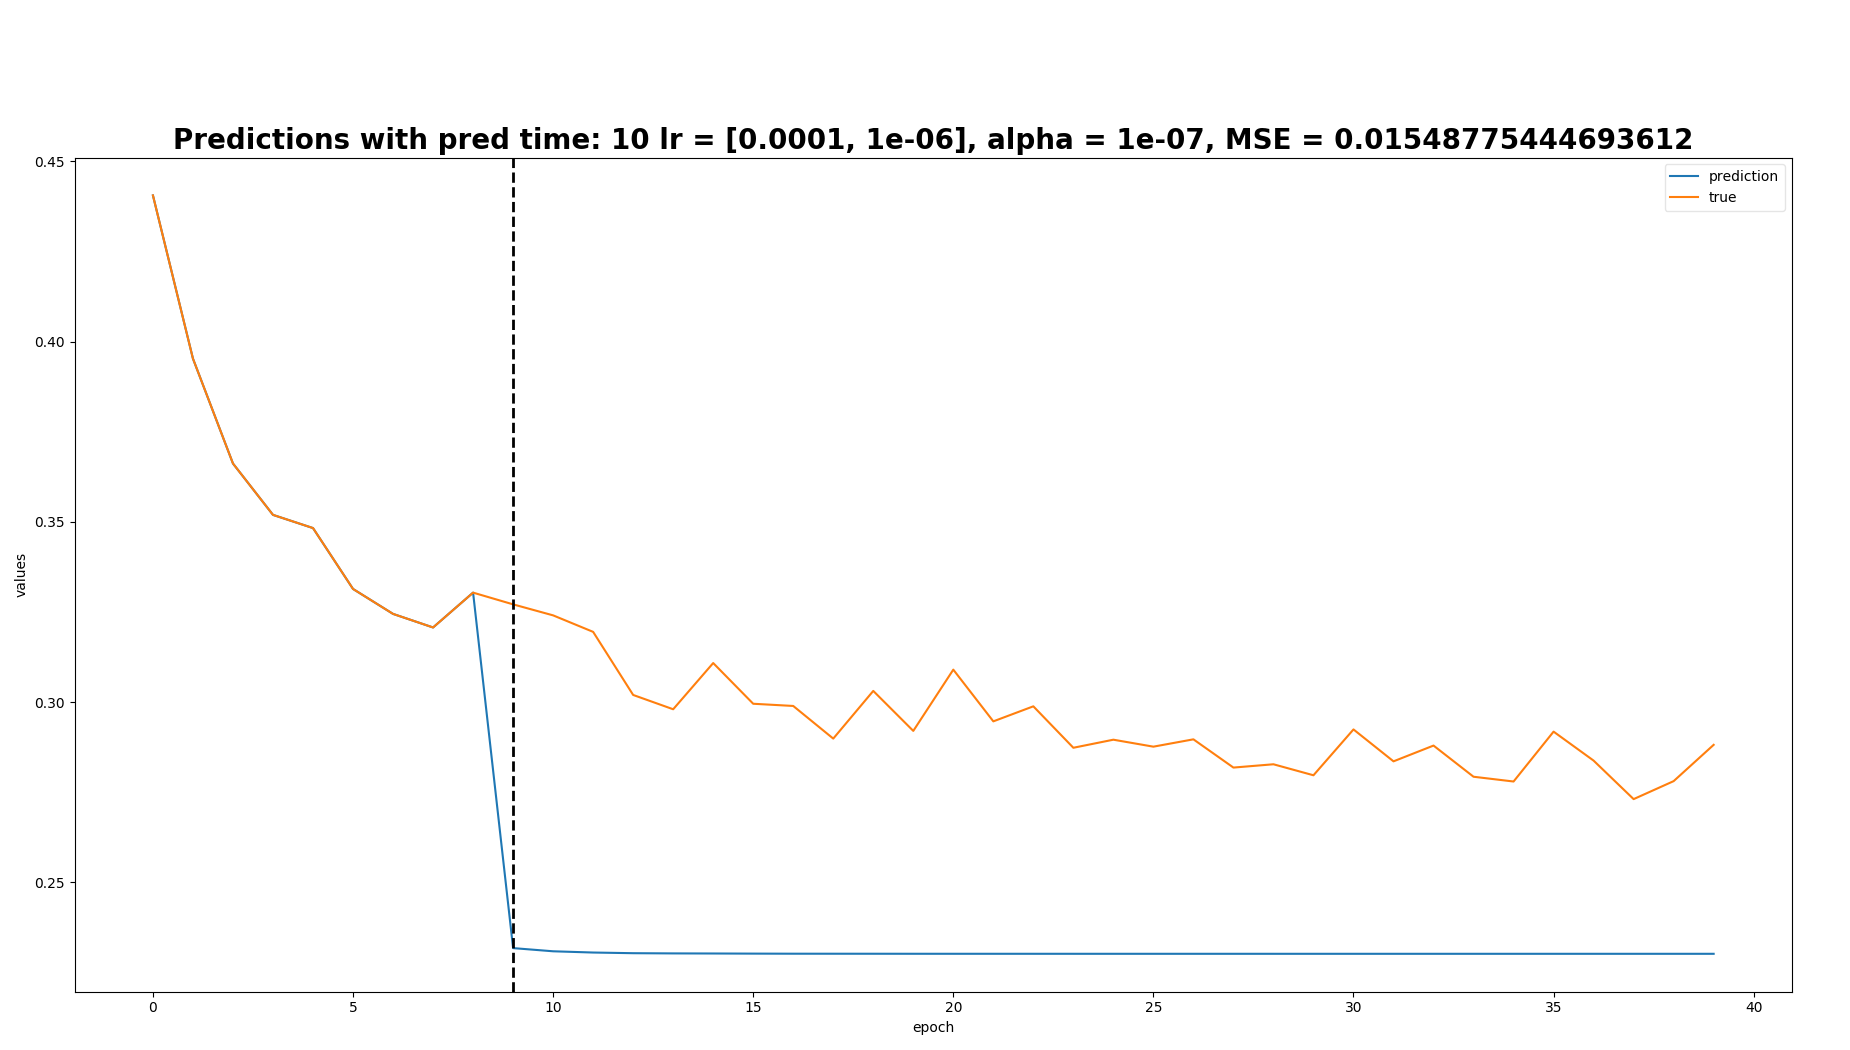 Predictions with pred time: 10 lr = [0.0001, 1e-06], alpha = 1e-07, MSE = 0.01548775444693612
prediction
true
0.45
0.40
0.35
0.30
0.25
values
0 5 10 15 20 25 30 35 40
epoch